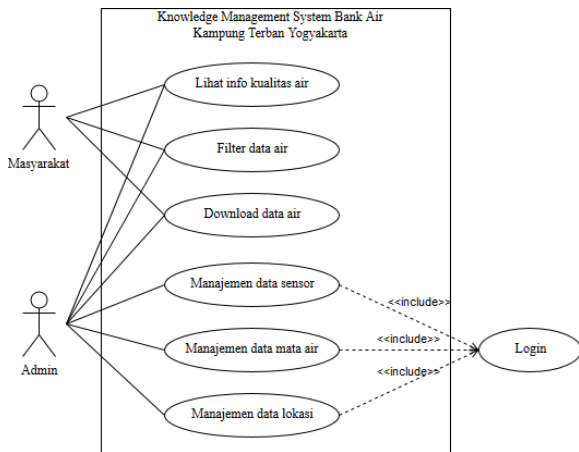 Knowledge Management System Bank Air
Kampung Terban Yogyakarta
Lihat info kualitas air
Filter data air
Masyarakat
Download data air
Manajemen data sensor
<<include>>
<<include>>
Manajemen data mata air
Login
Admin
<<include>>
Manajemen data lokasi